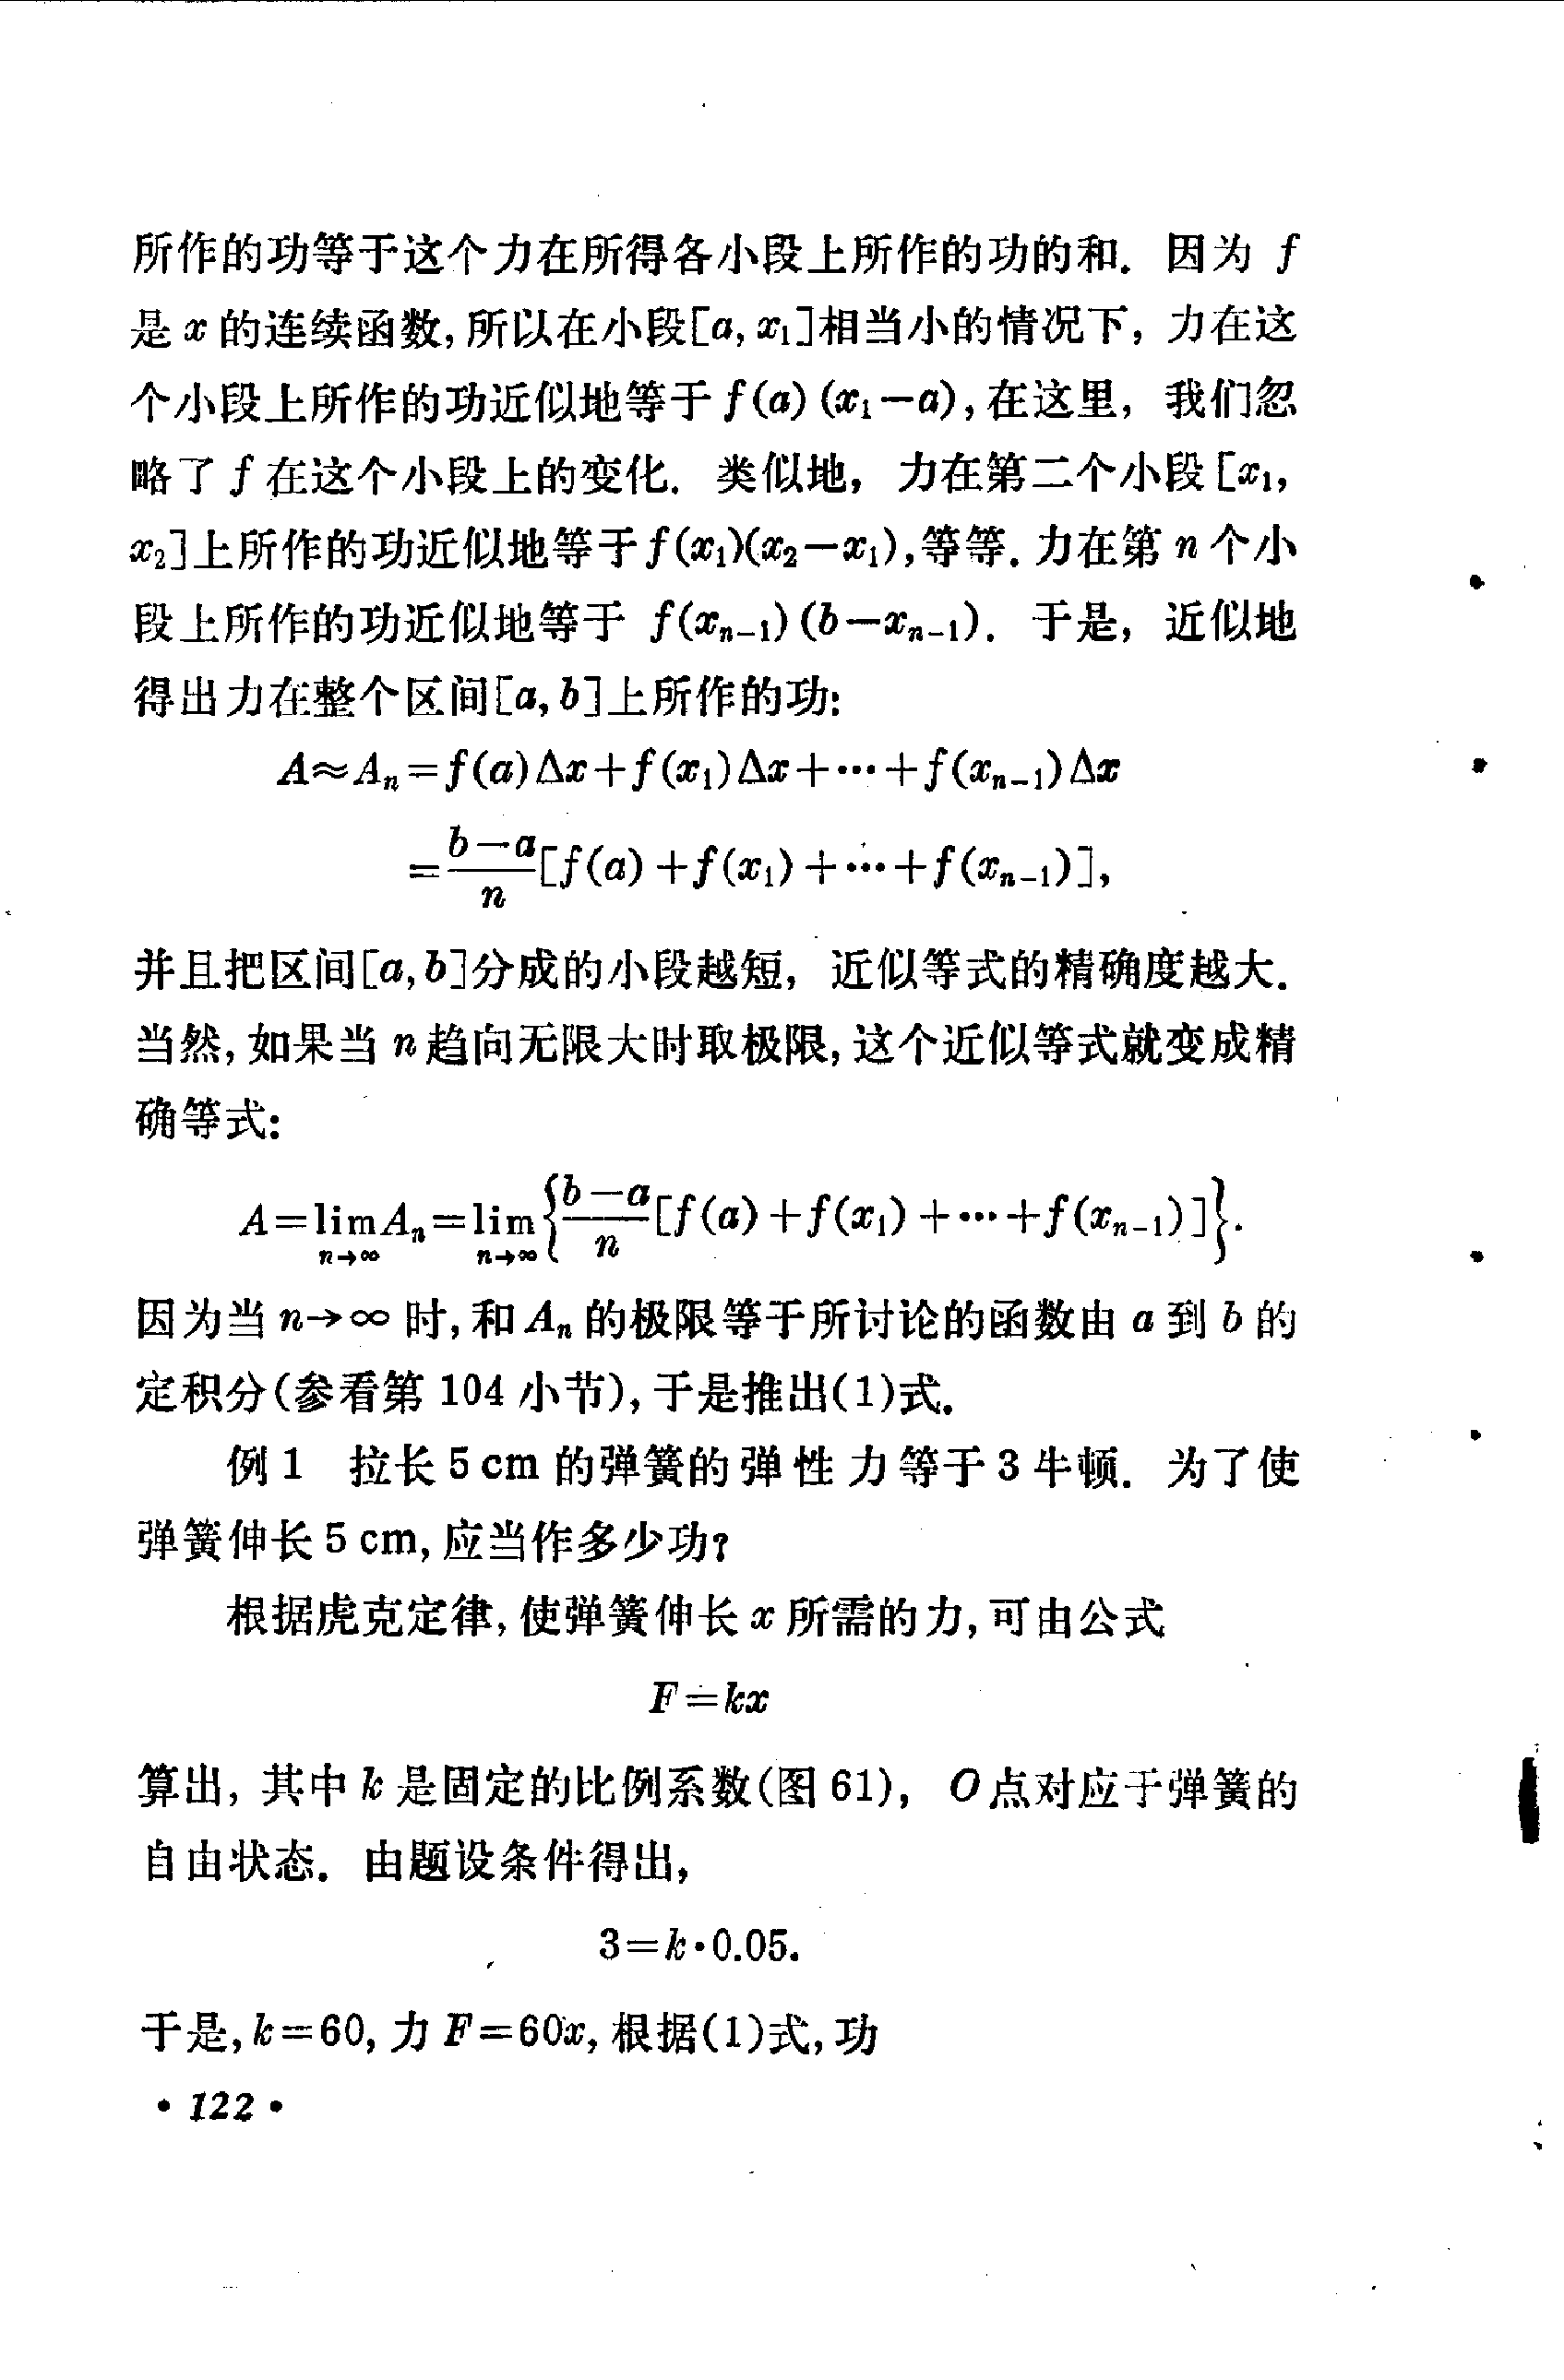 所作的功等于这个力在所得各小段上所作的功的和. 因为 f
是 x 的连续函数, 所以在小段[a, x₁]相当小的情况下, 力在这
个小段上所作的功近似地等于 f(a)(x₁−a), 在这里, 我们忽
略了 f 在这个小段上的变化. 类似地, 力在第二个小段 [x₁,
x₂]上所作的功近似地等于 f(x₁)(x₂−x₁), 等等. 力在第 n 个小
段上所作的功近似地等于 f(xₙ₋₁)(b−xₙ₋₁). 于是, 近似地
得出力在整个区间[a, b]上所作的功:
A≈Aₙ=f(a)Δx+f(x₁)Δx+⋯+f(xₙ₋₁)Δx
=\frac{b−a}{n}[f(a)+f(x₁)+⋯+f(xₙ₋₁)],
并且把区间[a, b]分成的小段越短, 近似等式的精确度越大.
当然, 如果当 n 趋向无限大时取极限, 这个近似等式就变成精
确等式:
A=\lim_{n→∞}Aₙ=\lim_{n→∞}{\frac{b−a}{n}[f(a)+f(x₁)+⋯+f(xₙ₋₁)]}.
因为当 n→∞ 时, 和 Aₙ 的极限等于所讨论的函数由 a 到 b 的
定积分(参看第 104 小节), 于是推出(1)式.
例 1 拉长 5 cm 的弹簧的弹性力等于 3 牛顿. 为了使
弹簧伸长 5 cm, 应当作多少功?
根据虎克定律, 使弹簧伸长 x 所需的力, 可由公式
F=kx
算出, 其中 k 是固定的比例系数(图 61), O 点对应于弹簧的
自由状态. 由题设条件得出,
3=k·0.05.
于是, k=60, 力 F=60x, 根据(1)式, 功
• 122 •